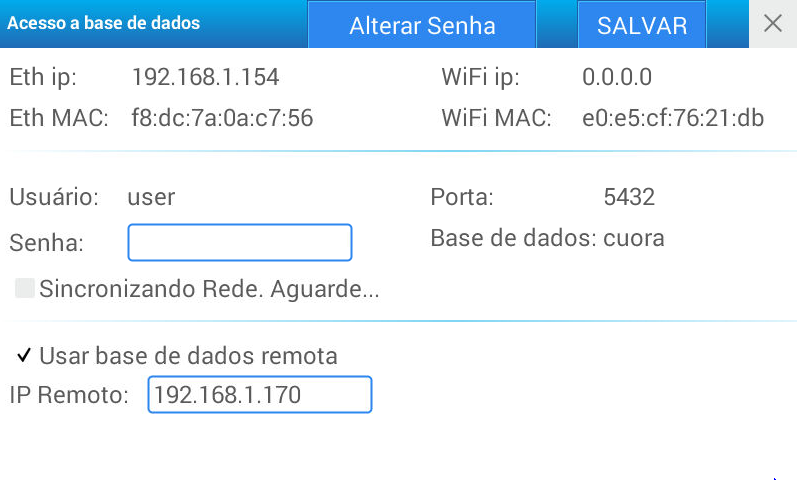 Acesso a base de dados Alterar Senha SALVAR
Eth ip: 192.168.1.154 WiFi ip: 0.0.0.0
Eth MAC: f8:dc:7a:0a:c7:56 WiFi MAC: e0:e5:cf:76:21:db
Usuário: user Porta: 5432
Senha: Base de dados: cuora
Sincronizando Rede. Aguarde...
Usar base de dados remota
IP Remoto: 192.168.1.170